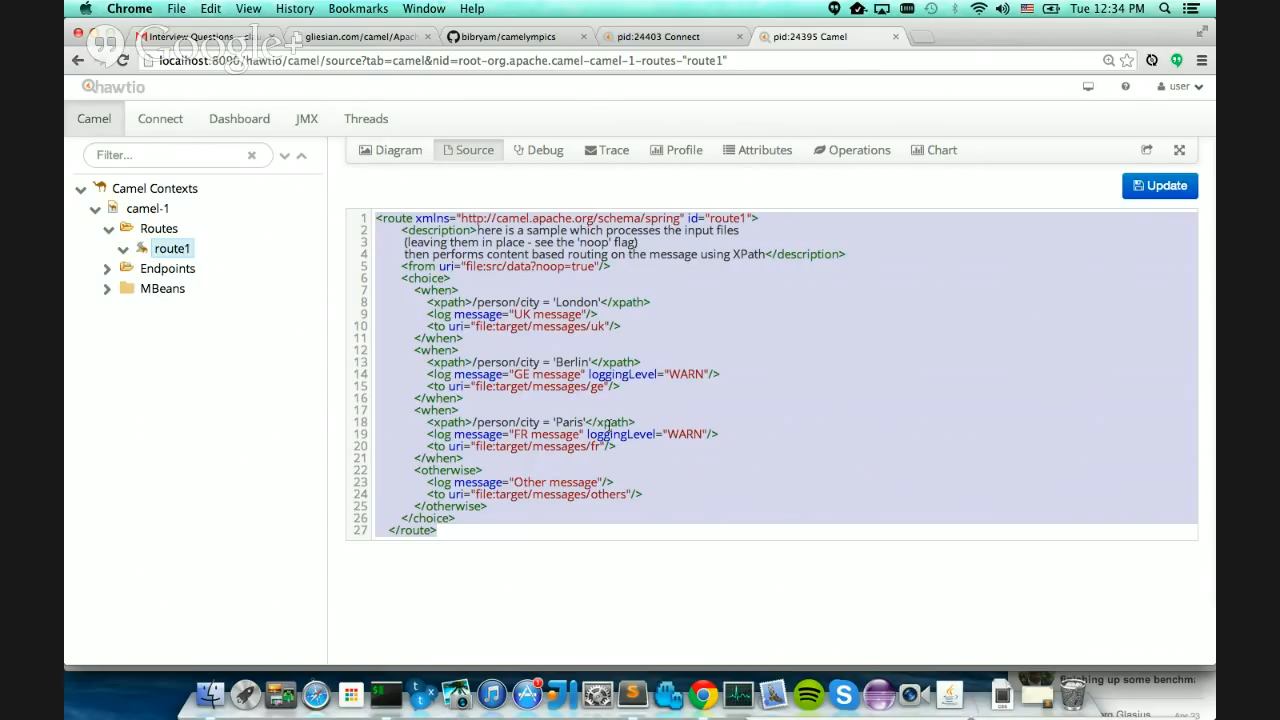 Chrome File Edit View History Bookmarks Window Help Tue 12:34 PM
Interview Questions gliesian.com/camel/Apac bibryam/camelympics pid:24403 Connect pid:24395 Camel
Google+
localhost:8090/hawtio/camel/source?tab=camel&nid=root-org.apache.camel-camel-1-routes-"route1"
hawtio user
Camel Connect Dashboard JMX Threads
Filter... Diagram Source Debug Trace Profile Attributes Operations Chart
Update
Camel Contexts
camel-1
Routes
route1
Endpoints
MBeans
1 <route xmlns="http://camel.apache.org/schema/spring" id="route1">
2 <description>here is a sample which processes the input files
3 (leaving them in place - see the 'noop' flag)
4 then performs content based routing on the message using XPath</description>
5 <from uri="file:src/data?noop=true"/>
6 <choice>
7 <when>
8 <xpath>/person/city = 'London'</xpath>
9 <log message="UK message"/>
10 <to uri="file:target/messages/uk"/>
11 </when>
12 <when>
13 <xpath>/person/city = 'Berlin'</xpath>
14 <log message="GE message" loggingLevel="WARN"/>
15 <to uri="file:target/messages/ge"/>
16 </when>
17 <when>
18 <xpath>/person/city = 'Paris'</xpath>
19 <log message="FR message" loggingLevel="WARN"/>
20 <to uri="file:target/messages/fr"/>
21 </when>
22 <otherwise>
23 <log message="Other message"/>
24 <to uri="file:target/messages/others"/>
25 </otherwise>
26 </choice>
27 </route>
up some benchma
org Glasius Apr 23